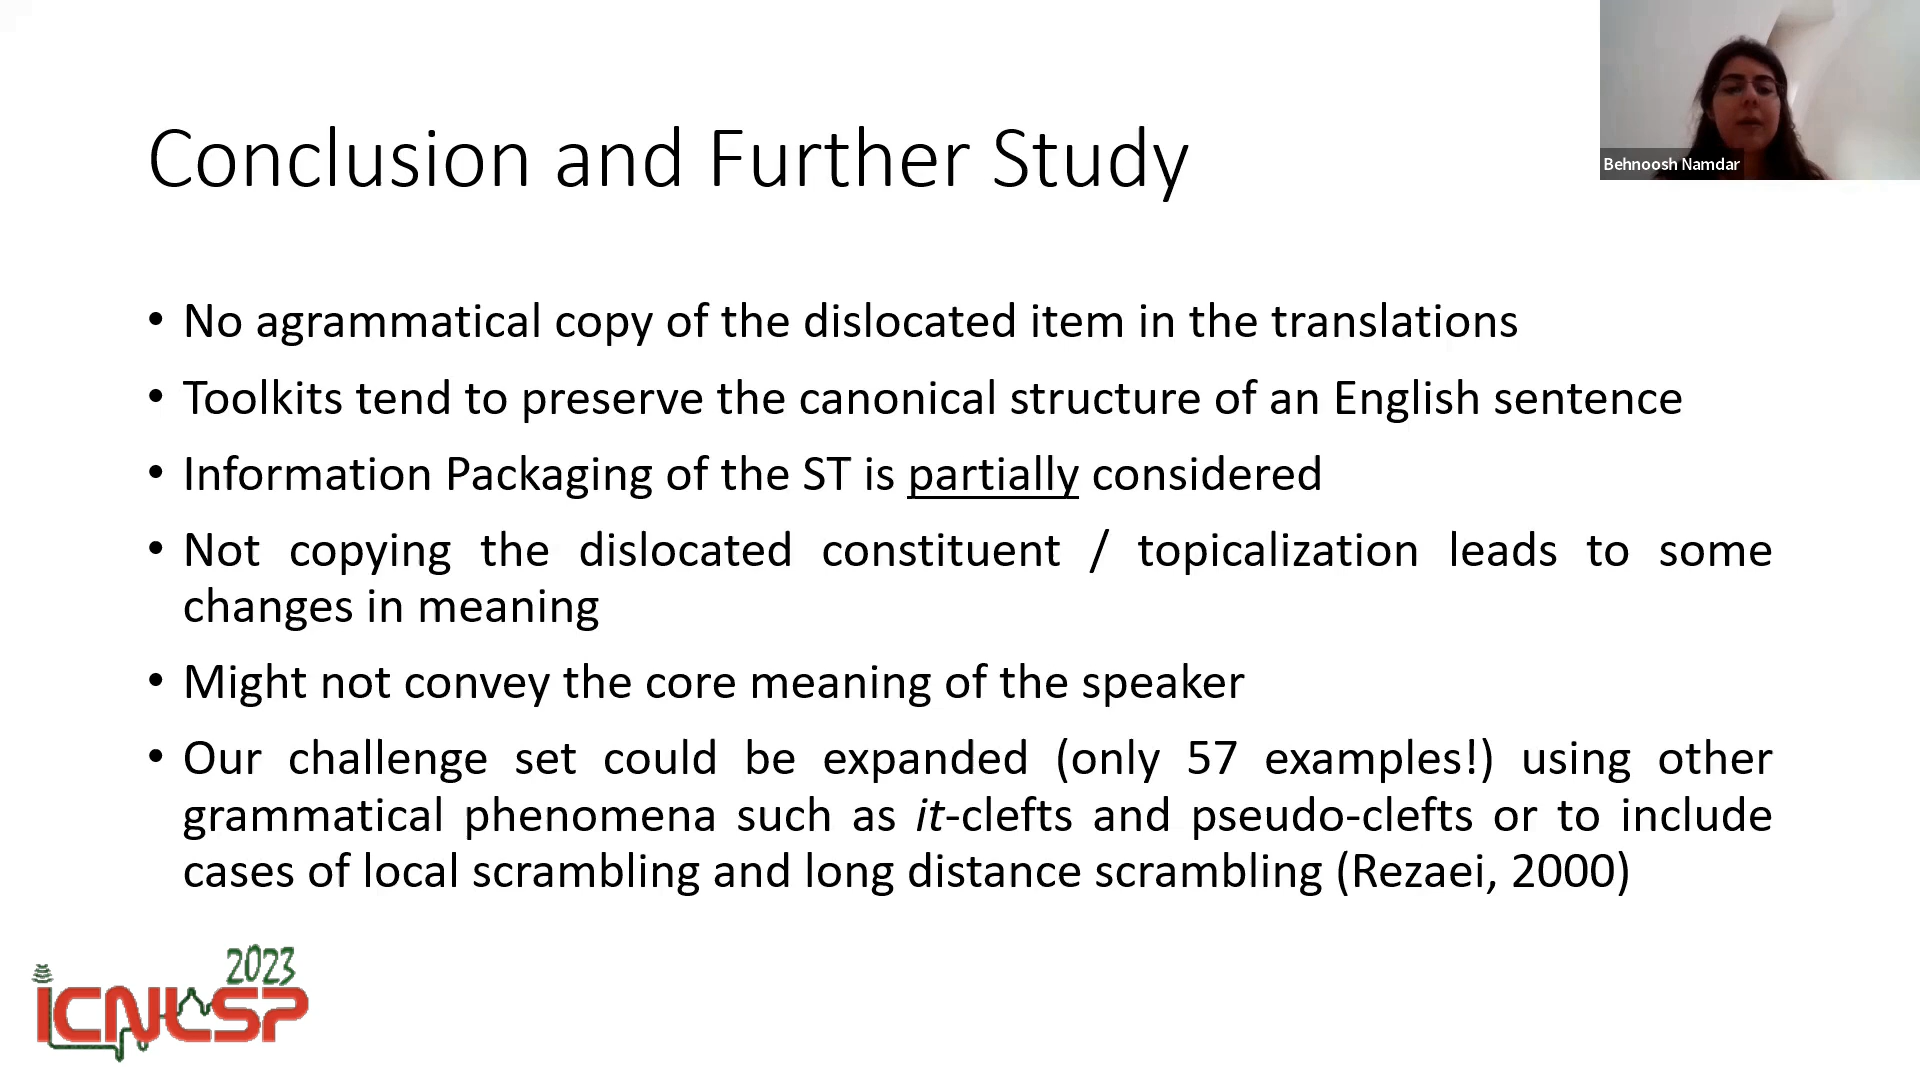 Behnoosh Namdar
Conclusion and Further Study
• No agrammatical copy of the dislocated item in the translations
• Toolkits tend to preserve the canonical structure of an English sentence
• Information Packaging of the ST is partially considered
• Not copying the dislocated constituent / topicalization leads to some
changes in meaning
• Might not convey the core meaning of the speaker
• Our challenge set could be expanded (only 57 examples!) using other
grammatical phenomena such as it-clefts and pseudo-clefts or to include
cases of local scrambling and long distance scrambling (Rezaei, 2000)
2023
ICNLSP